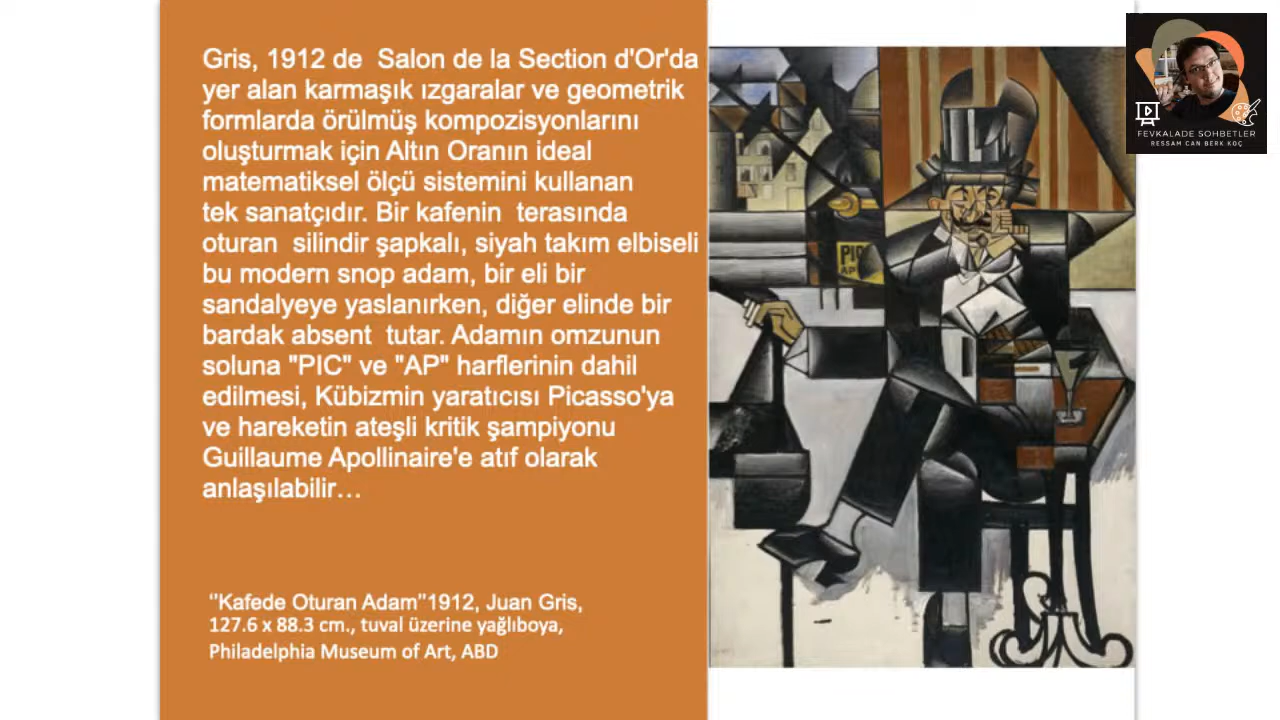 Gris, 1912 de  Salon de la Section d'Or'da
yer alan karmaşık ızgaralar ve geometrik
formlarda örülmüş kompozisyonlarını
oluşturmak için Altın Oranın ideal
matematiksel ölçü sistemini kullanan
tek sanatçıdır. Bir kafenin  terasında
oturan  silindir şapkalı, siyah takım elbiseli
bu modern snop adam, bir eli bir
sandalyeye yaslanırken, diğer elinde bir
bardak absent  tutar. Adamın omzunun
soluna "PIC" ve "AP" harflerinin dahil
edilmesi, Kübizmin yaratıcısı Picasso'ya
ve hareketin ateşli kritik şampiyonu
Guillaume Apollinaire'e atıf olarak
anlaşılabilir…
"Kafede Oturan Adam"1912, Juan Gris,
127.6 x 88.3 cm., tuval üzerine yağlıboya,
Philadelphia Museum of Art, ABD
PIC
AP
FEVKALADE SOHBETLER
RESSAM CAN BERK KOÇ